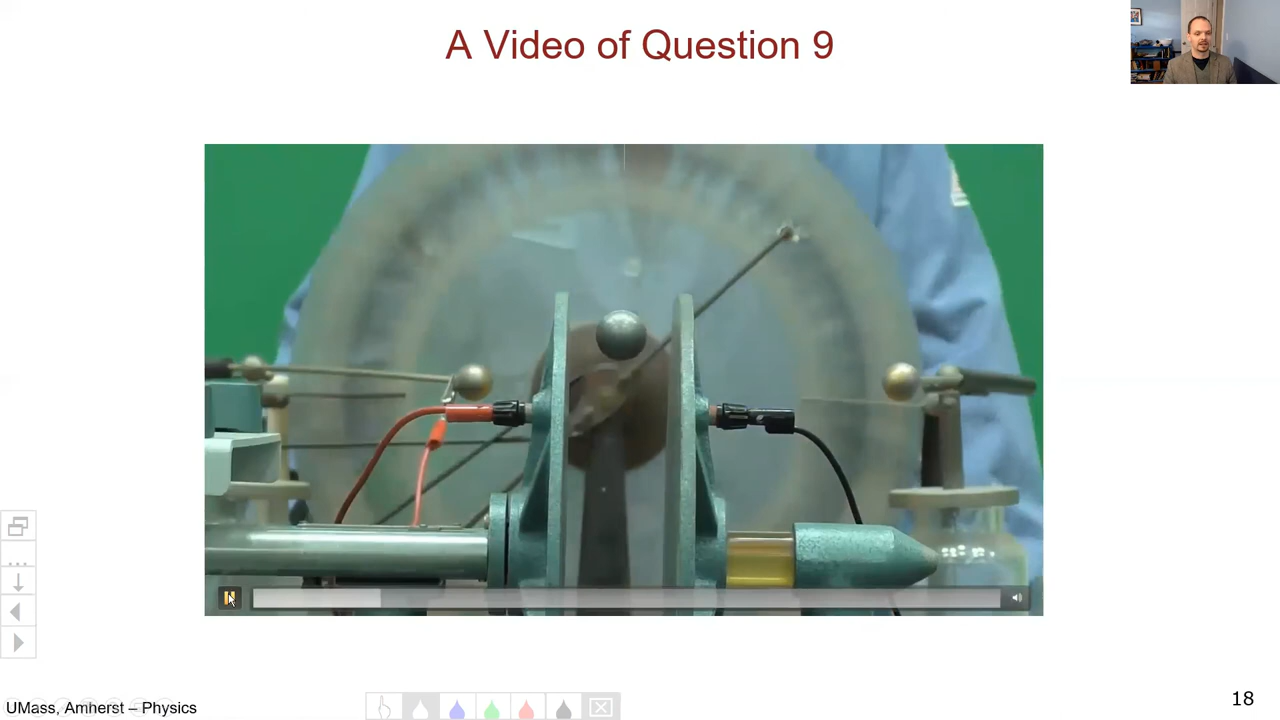 A Video of Question 9
UMass, Amherst – Physics
18